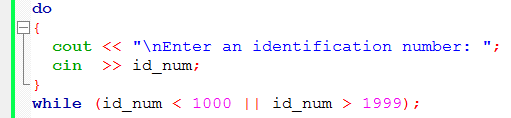 do
{
cout << "\nEnter an identification number: ";
cin  >> id_num;
}
while (id_num < 1000 || id_num > 1999);